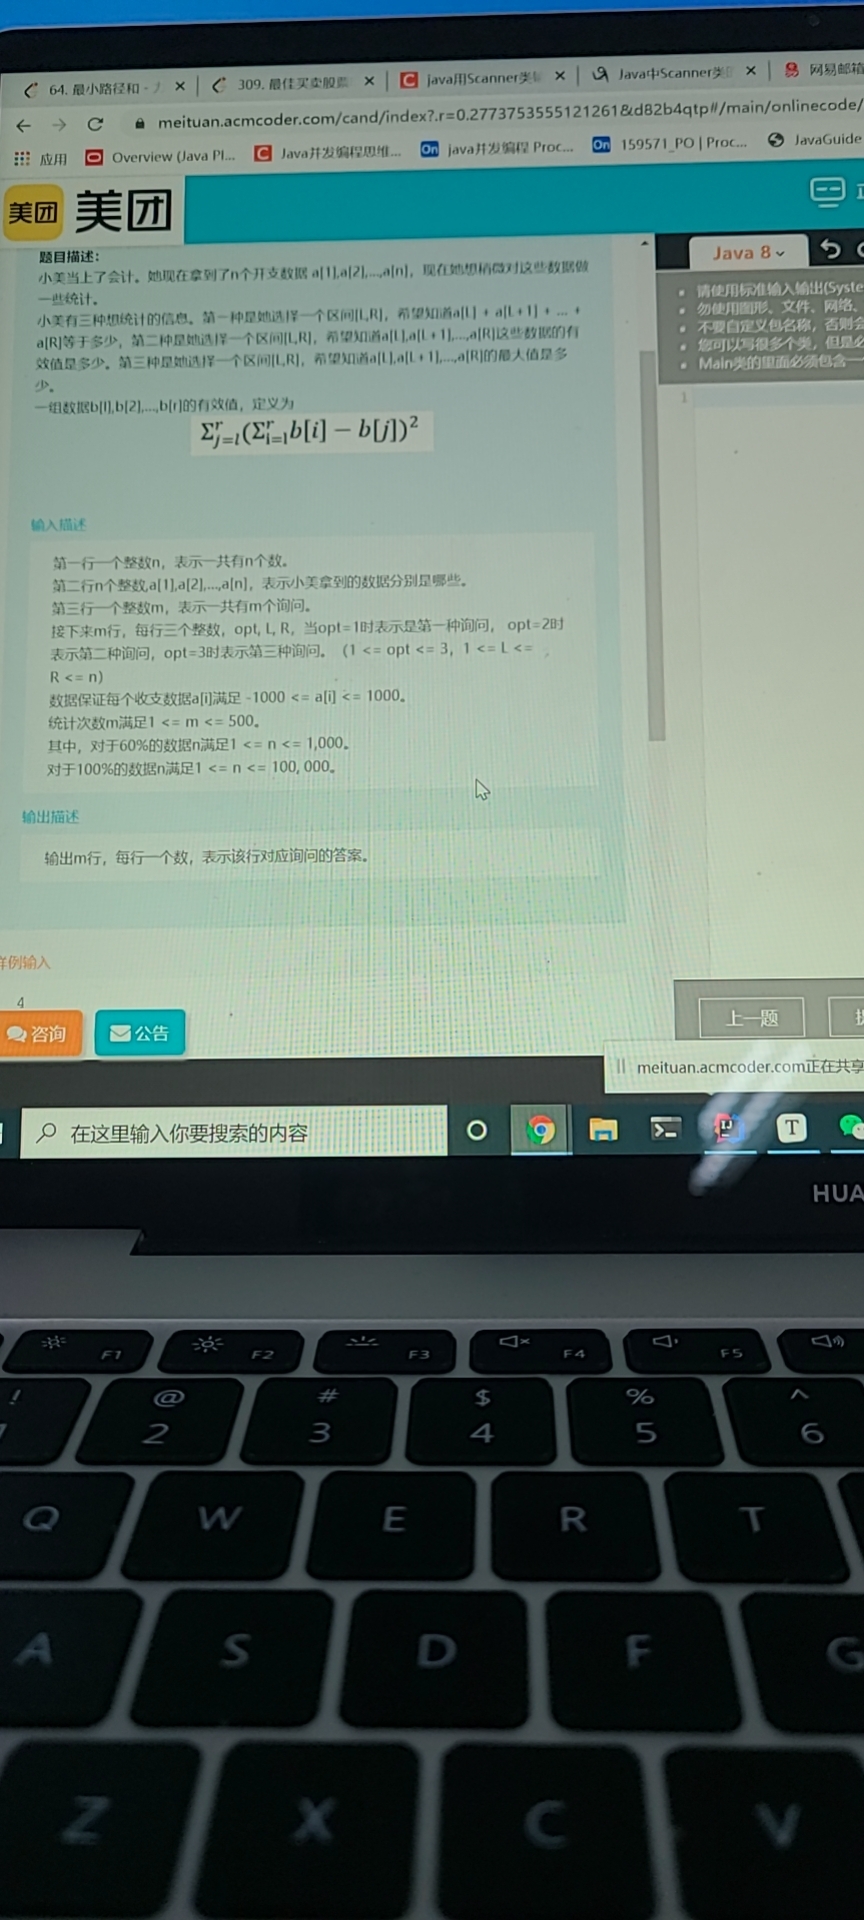 64. 最小路径和 -
309. 最佳买卖股票
java用Scanner类
Java中Scanner类
网易邮箱
meituan.acmcoder.com/cand/index?.r=0.2773753555121261&d82b4qtp#/main/onlinecode/
应用
Overview (Java Pl...
Java并发编程思维...
java并发编程 Proc...
159571_PO | Proc...
JavaGuide
美团 美团
题目描述:
小美当上了会计。她现在拿到了n个开支数据 a[1],a[2],...,a[n],现在她想稍微对这些数据做
一些统计。
小美有三种想统计的信息。第一种是她选择一个区间[L,R],希望知道a[L] + a[L+1] + ... +
a[R]等于多少,第二种是她选择一个区间[L,R],希望知道a[L],a[L+1],...,a[R]这些数据的有
效值是多少。第三种是她选择一个区间[L,R],希望知道a[L],a[L+1],...,a[R]的最大值是多
少。
一组数据b[l],b[2],...,b[r]的有效值,定义为
Σ^r_{j=l}(Σ^r_{i=l}b[i] − b[j])²
输入描述
第一行一个整数n,表示一共有n个数。
第二行n个整数,a[1],a[2],...,a[n],表示小美拿到的数据分别是哪些。
第三行一个整数m,表示一共有m个询问。
接下来m行,每行三个整数,opt, L, R,当opt=1时表示是第一种询问, opt=2时
表示第二种询问,opt=3时表示第三种询问。(1 <= opt <= 3,1 <= L <=
R <= n)
数据保证每个收支数据a[i]满足 -1000 <= a[i] <= 1000。
统计次数m满足1 <= m <= 500。
其中,对于60%的数据n满足1 <= n <= 1,000。
对于100%的数据n满足1 <= n <= 100, 000。
输出描述
输出m行,每行一个数,表示该行对应询问的答案。
样例输入
4
咨询
公告
Java 8
请使用标准输入输出(Syste
勿使用图形、文件、网络、
不要自定义包名称,否则会
您可以写很多个类,但是必
Main类的里面必须包含一
1
上一题
meituan.acmcoder.com正在共享
在这里输入你要搜索的内容
T
HUA
F1 F2 F3 F4 F5
! @ # $ % ^
2 3 4 5 6
Q W E R T
A S D F G
Z X C V